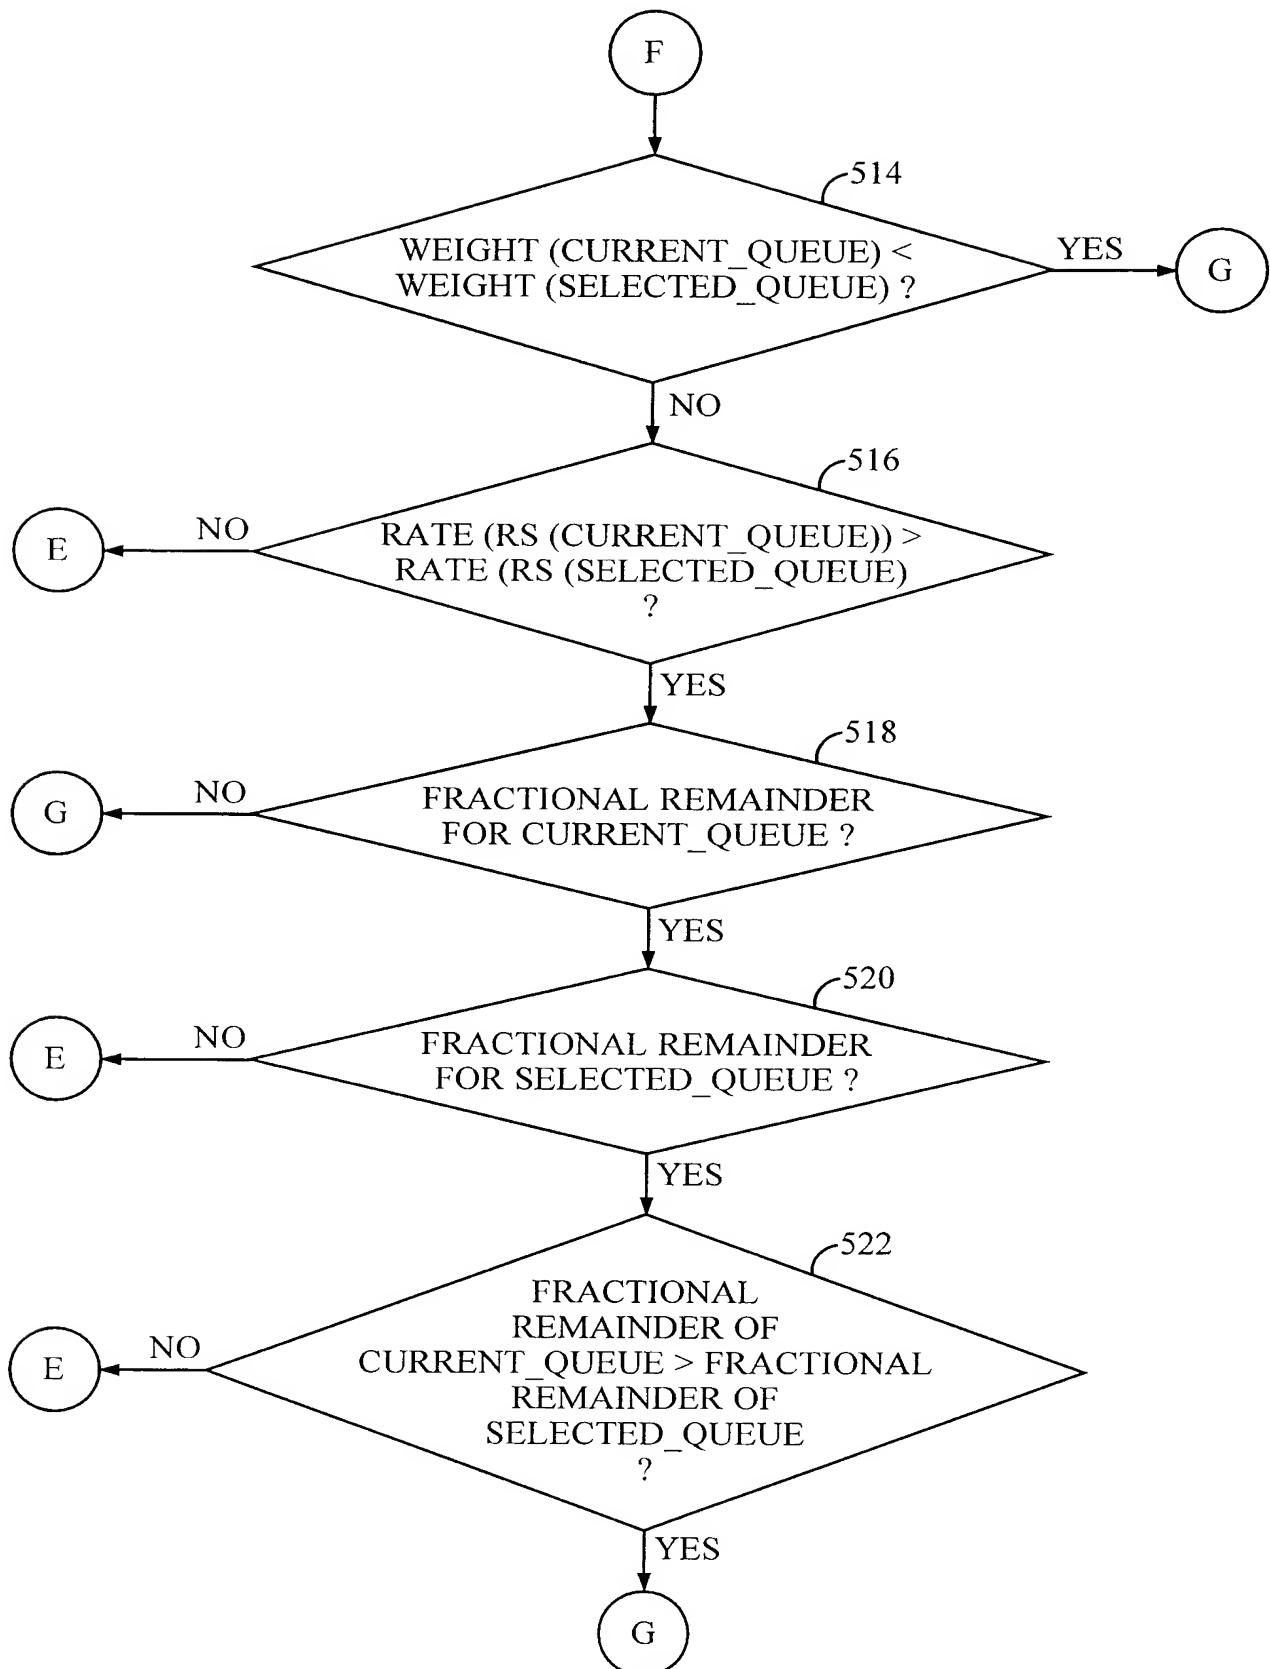 F
514
WEIGHT (CURRENT_QUEUE) <
WEIGHT (SELECTED_QUEUE) ?
YES
G
NO
516
RATE (RS (CURRENT_QUEUE)) >
RATE (RS (SELECTED_QUEUE)
?
NO
E
YES
518
FRACTIONAL REMAINDER
FOR CURRENT_QUEUE ?
NO
G
YES
520
FRACTIONAL REMAINDER
FOR SELECTED_QUEUE ?
NO
E
YES
522
FRACTIONAL
REMAINDER OF
CURRENT_QUEUE > FRACTIONAL
REMAINDER OF
SELECTED_QUEUE
?
NO
E
YES
G